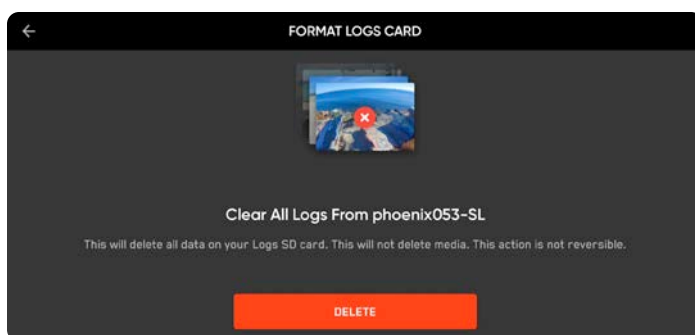 FORMAT LOGS CARD
Clear All Logs From phoenix053-SL
This will delete all data on your Logs SD card. This will not delete media. This action is not reversible.
DELETE